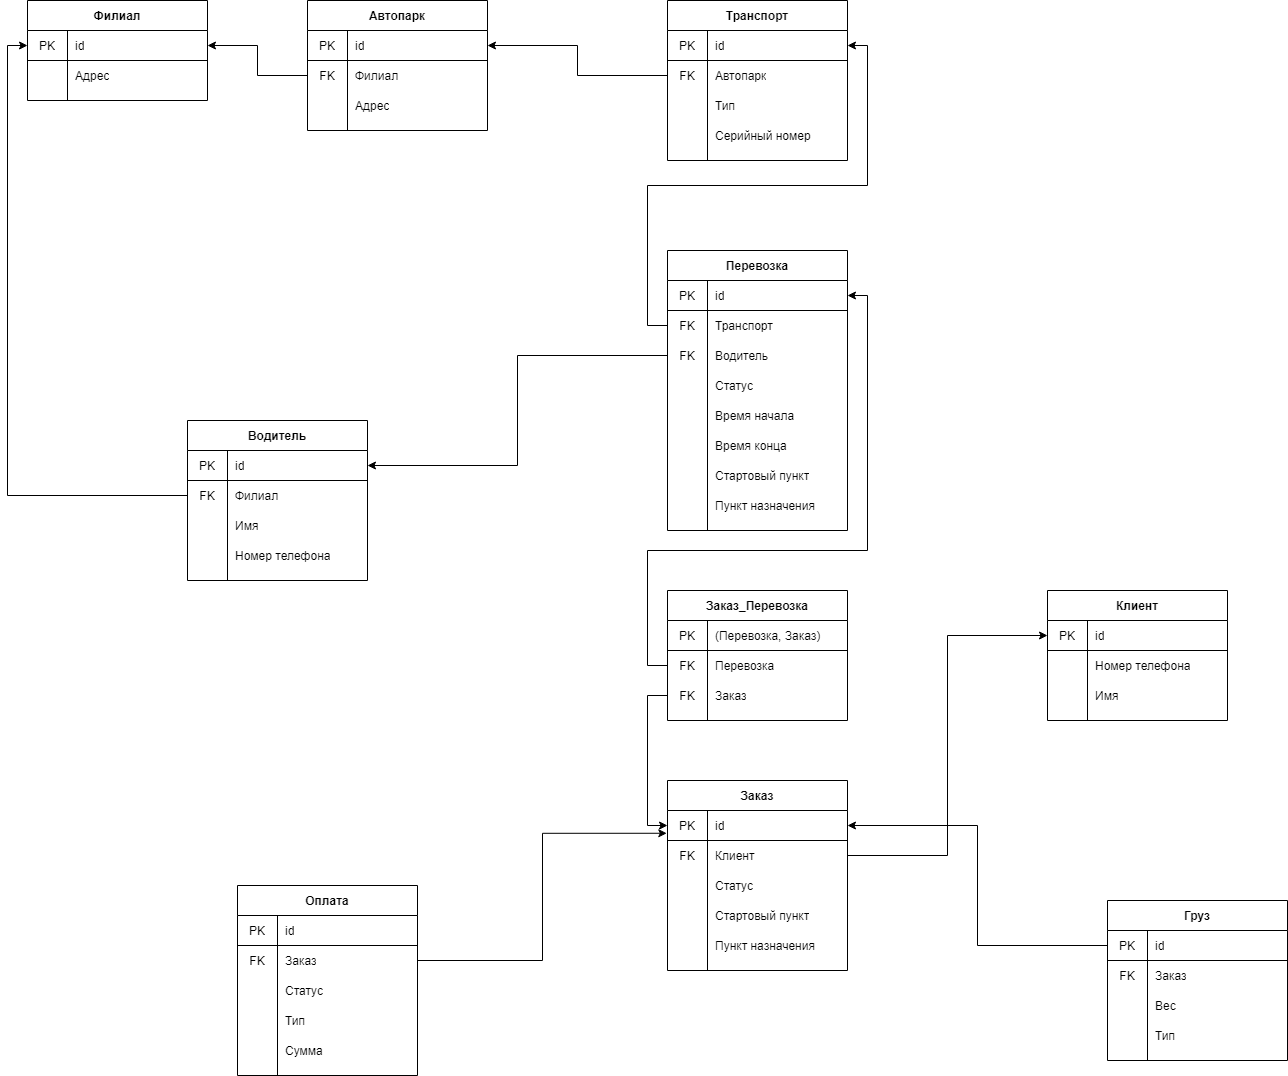 Филиал
PK id
Адрес
Автопарк
PK id
FK Филиал
Адрес
Транспорт
PK id
FK Автопарк
Тип
Серийный номер
Перевозка
PK id
FK Транспорт
FK Водитель
Статус
Время начала
Время конца
Стартовый пункт
Пункт назначения
Водитель
PK id
FK Филиал
Имя
Номер телефона
Заказ_Перевозка
PK (Перевозка, Заказ)
FK Перевозка
FK Заказ
Клиент
PK id
Номер телефона
Имя
Заказ
PK id
FK Клиент
Статус
Стартовый пункт
Пункт назначения
Оплата
PK id
FK Заказ
Статус
Тип
Сумма
Груз
PK id
FK Заказ
Вес
Тип